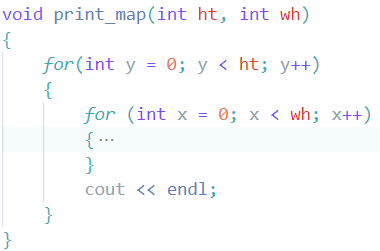 void print_map(int ht, int wh)
{
    for(int y = 0; y < ht; y++)
    {
        for (int x = 0; x < wh; x++)
        {···
        }
        cout << endl;
    }
}